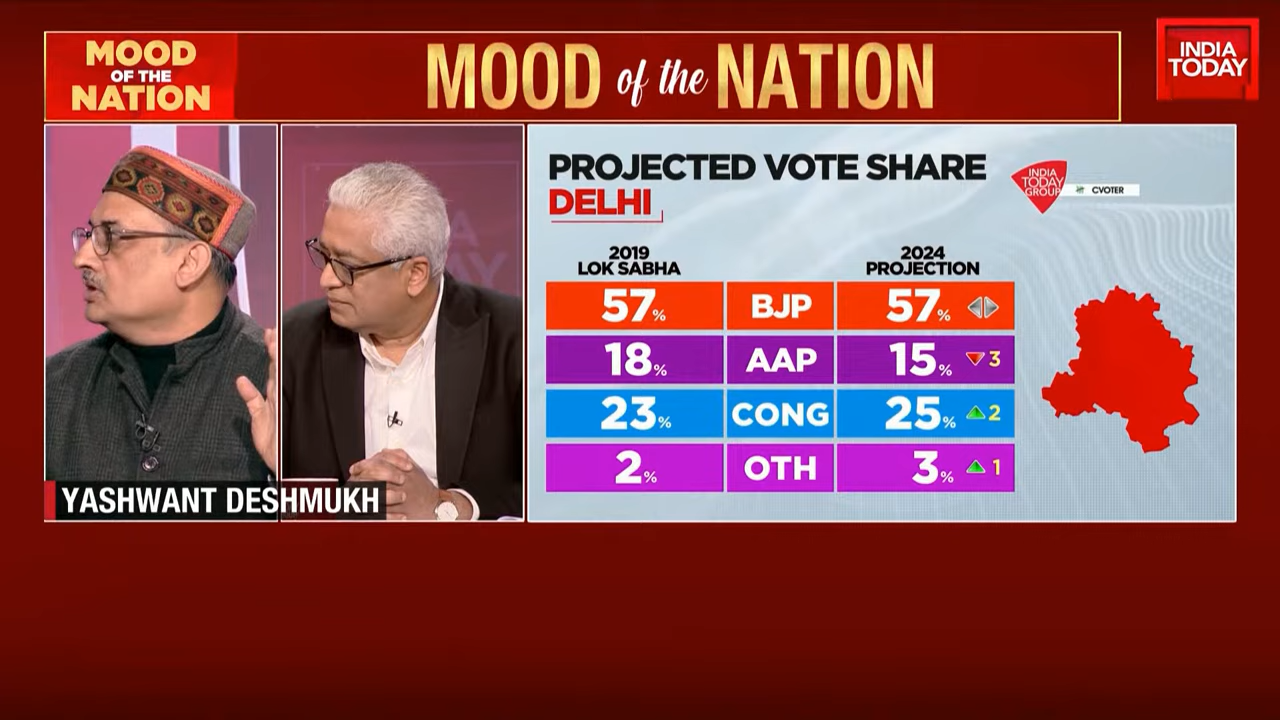 MOOD
OF THE
NATION
MOOD of the NATION
INDIA
TODAY
PROJECTED VOTE SHARE
DELHI
INDIA
TODAY
GROUP
CVOTER
2019
LOK SABHA
2024
PROJECTION
57% BJP 57%
18% AAP 15% 3
23% CONG 25% 2
2% OTH 3% 1
YASHWANT DESHMUKH